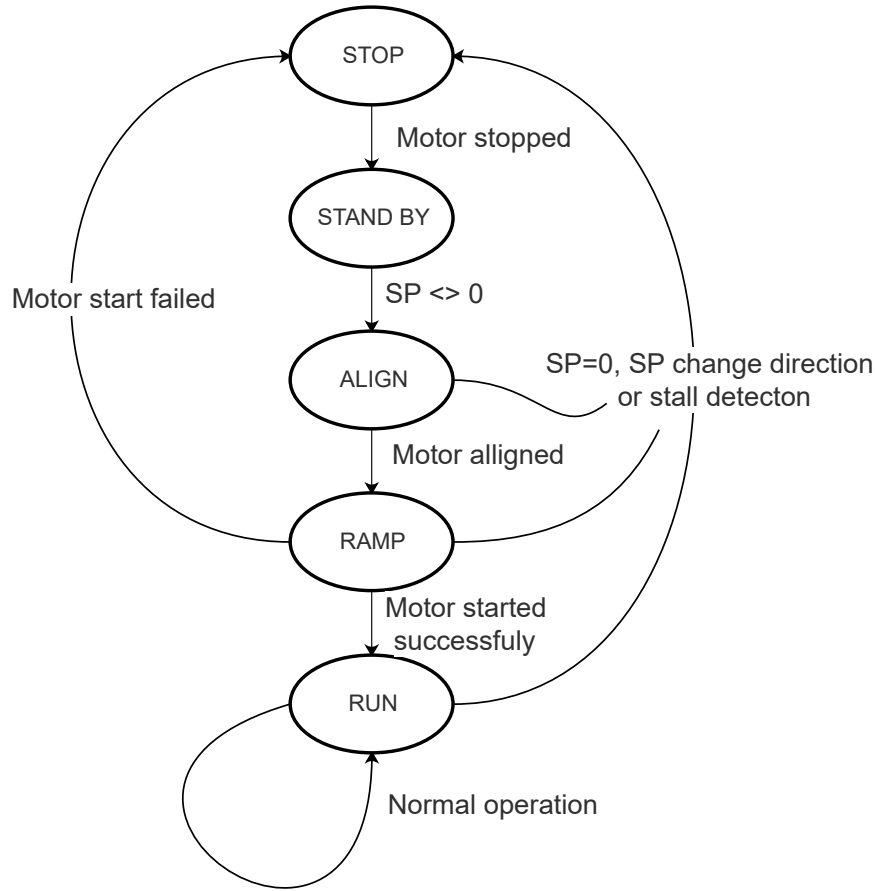 STOP
Motor stopped
STAND BY
SP <> 0
Motor start failed
ALIGN
SP=0, SP change direction
or stall detecton
Motor alligned
RAMP
Motor started
successfuly
RUN
Normal operation